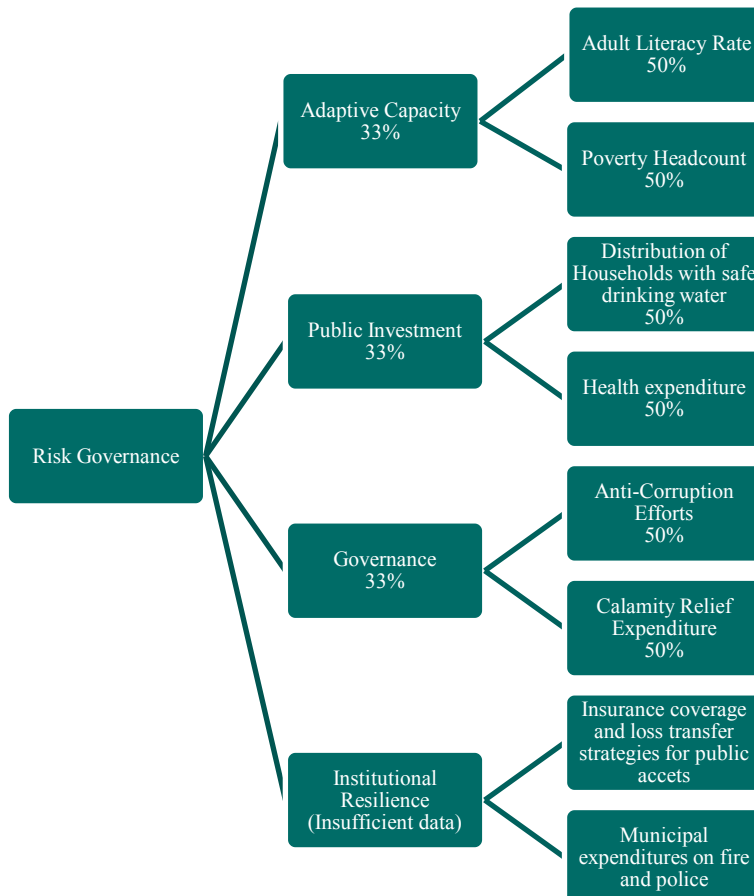 Risk Governance
Adaptive Capacity
33%
Adult Literacy Rate
50%
Poverty Headcount
50%
Public Investment
33%
Distribution of
Households with safe
drinking water
50%
Health expenditure
50%
Governance
33%
Anti-Corruption
Efforts
50%
Calamity Relief
Expenditure
50%
Institutional
Resilience
(Insufficient data)
Insurance coverage
and loss transfer
strategies for public
accets
Municipal
expenditures on fire
and police